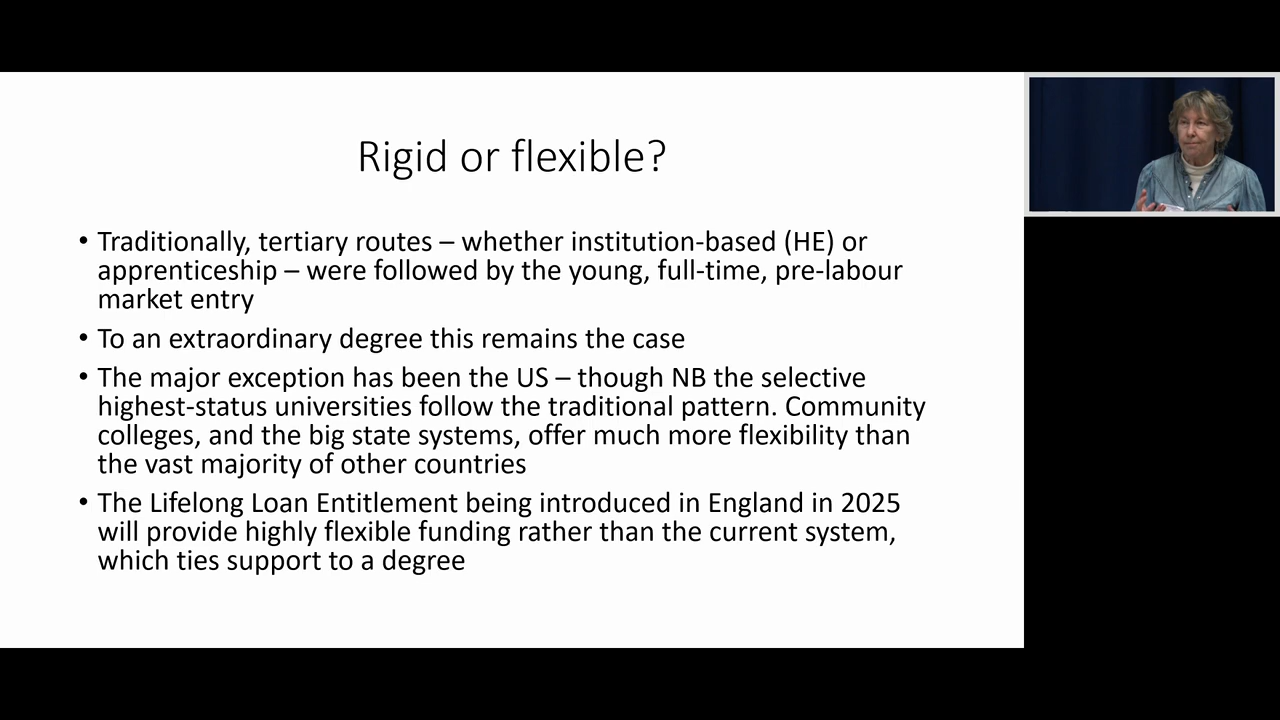 Rigid or flexible?
• Traditionally, tertiary routes – whether institution-based (HE) or
apprenticeship – were followed by the young, full-time, pre-labour
market entry
• To an extraordinary degree this remains the case
• The major exception has been the US – though NB the selective
highest-status universities follow the traditional pattern. Community
colleges, and the big state systems, offer much more flexibility than
the vast majority of other countries
• The Lifelong Loan Entitlement being introduced in England in 2025
will provide highly flexible funding rather than the current system,
which ties support to a degree